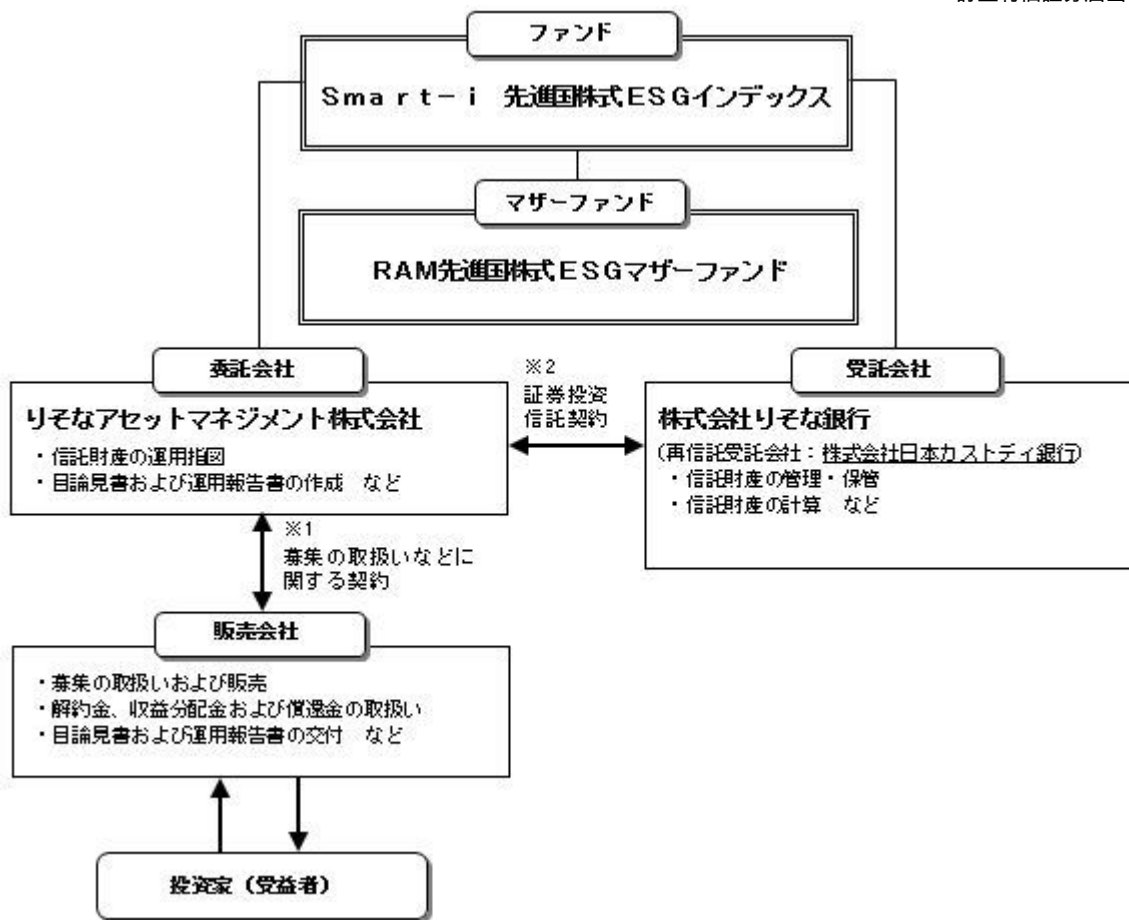 ファンド
Smart-i 先進国株式ESGインデックス
マザーファンド
RAM先進国株式ESGマザーファンド
委託会社
りそなアセットマネジメント株式会社
・信託財産の運用指図
・目論見書および運用報告書の作成 など
※2
証券投資
信託契約
受託会社
株式会社りそな銀行
(再信託受託会社:株式会社日本カストディ銀行)
・信託財産の管理・保管
・信託財産の計算 など
※1
募集の取扱いなどに
関する契約
販売会社
・募集の取扱いおよび販売
・解約金、収益分配金および償還金の取扱い
・目論見書および運用報告書の交付 など
投資家(受益者)